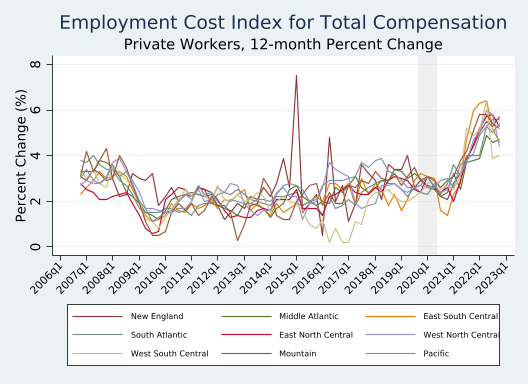 Employment Cost Index for Total Compensation
Private Workers, 12-month Percent Change
Percent Change (%)
8
6
4
2
0
2006q1 2007q1 2008q1 2009q1 2010q1 2011q1 2012q1 2013q1 2014q1 2015q1 2016q1 2017q1 2018q1 2019q1 2020q1 2021q1 2022q1 2023q1
New England Middle Atlantic East South Central
South Atlantic East North Central West North Central
West South Central Mountain Pacific